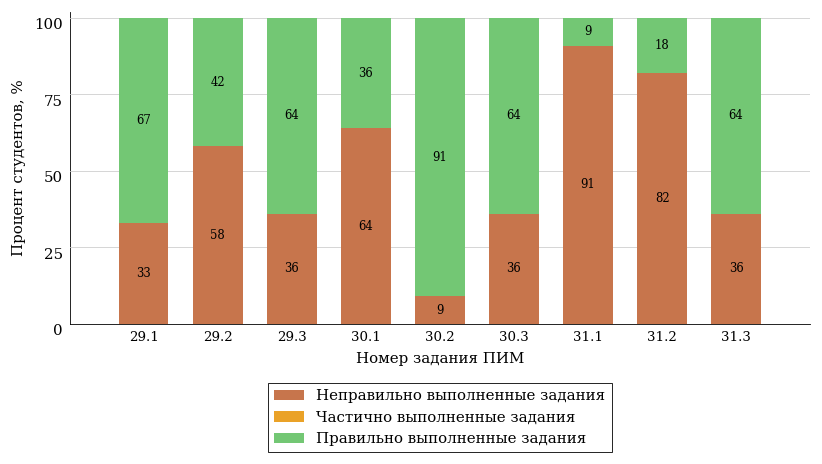 Процент студентов, %
100
75
50
25
0
67 42 64 36 91 64 9 18 64
33 58 36 64 9 36 91 82 36
29.1 29.2 29.3 30.1 30.2 30.3 31.1 31.2 31.3
Номер задания ПИМ
Неправильно выполненные задания
Частично выполненные задания
Правильно выполненные задания